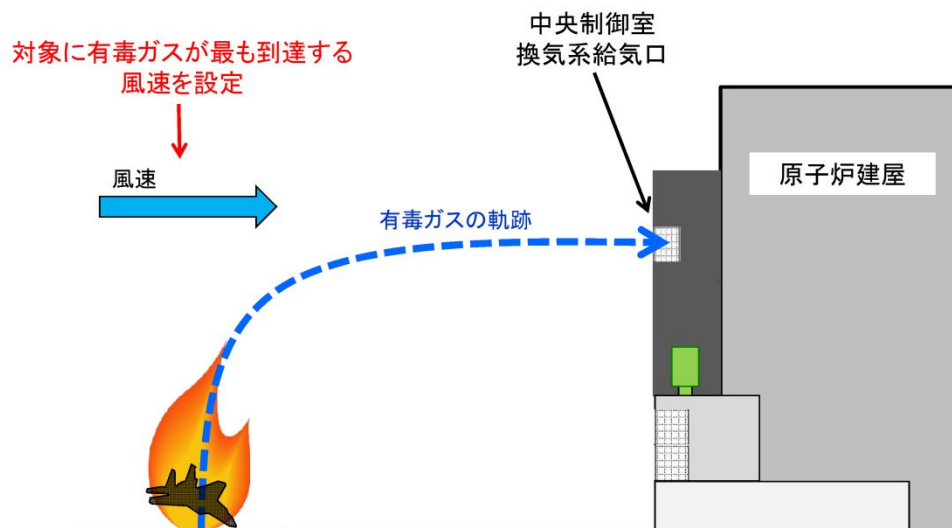 対象に有毒ガスが最も到達する
風速を設定
中央制御室
換気系給気口
風速
原子炉建屋
有毒ガスの軌跡